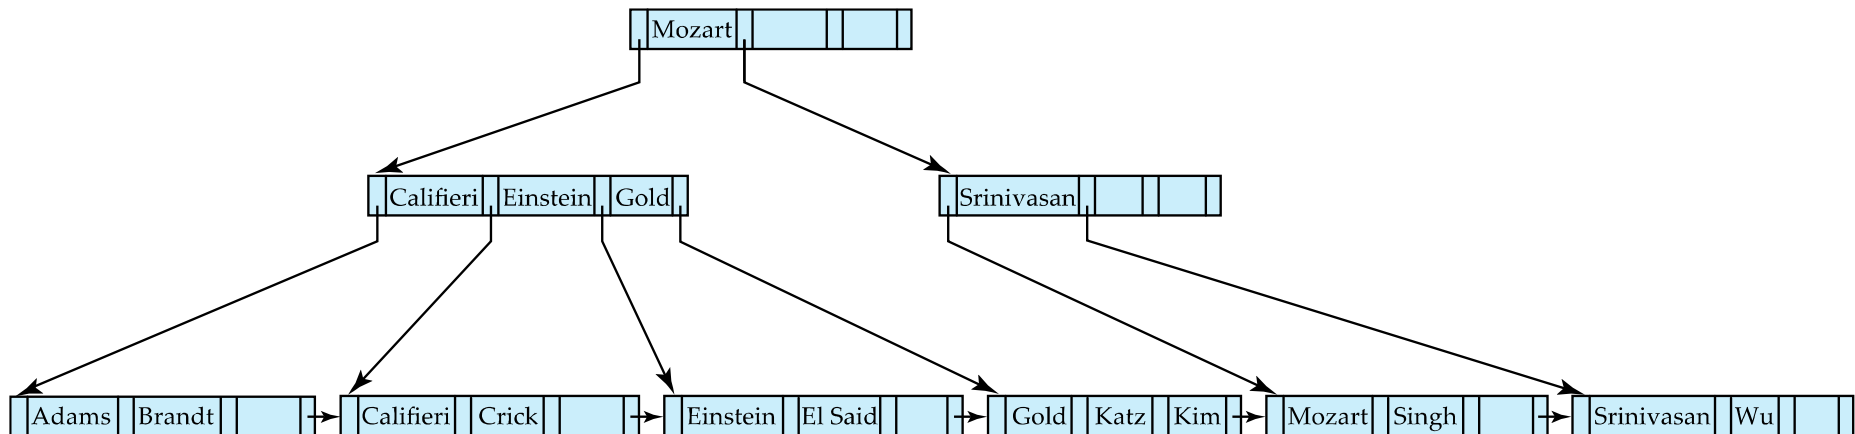 Mozart
Califieri Einstein Gold Srinivasan
Adams Brandt Califieri Crick Einstein El Said Gold Katz Kim Mozart Singh Srinivasan Wu